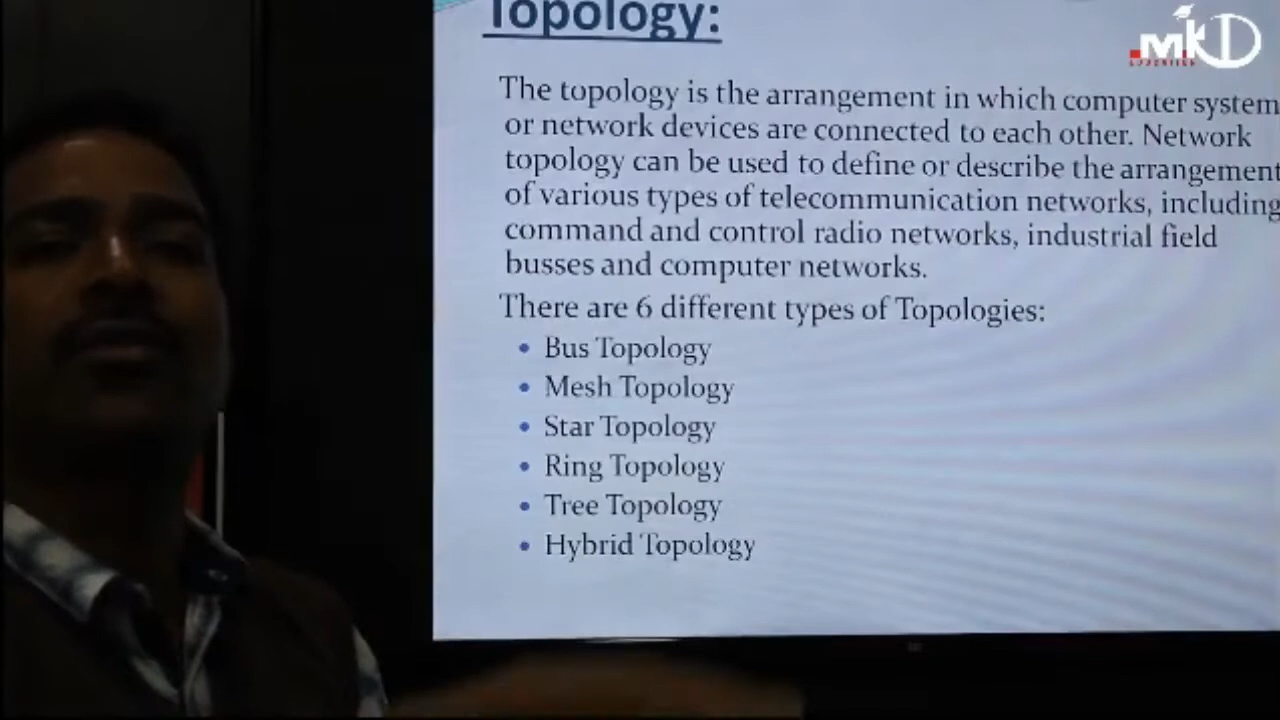 Topology:
.MKD
The topology is the arrangement in which computer system
or network devices are connected to each other. Network
topology can be used to define or describe the arrangement
of various types of telecommunication networks, including
command and control radio networks, industrial field
busses and computer networks.
There are 6 different types of Topologies:
• Bus Topology
• Mesh Topology
• Star Topology
• Ring Topology
• Tree Topology
• Hybrid Topology